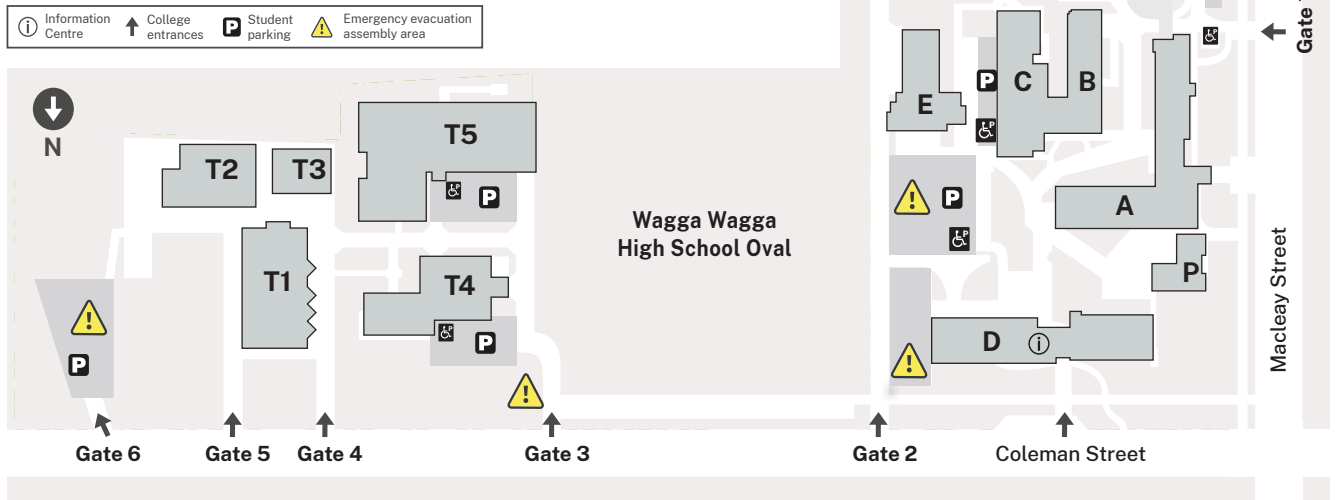 Information
Centre
College
entrances
P
Student
parking
Emergency evacuation
assembly area
N
T2
T3
T5
P
P
T1
T4
P
P
P
Wagga Wagga
High School Oval
E
P
P
C
B
P
P
P
A
P
P
D
Macleay Street
Gate
Gate 6
Gate 5
Gate 4
Gate 3
Gate 2
Coleman Street